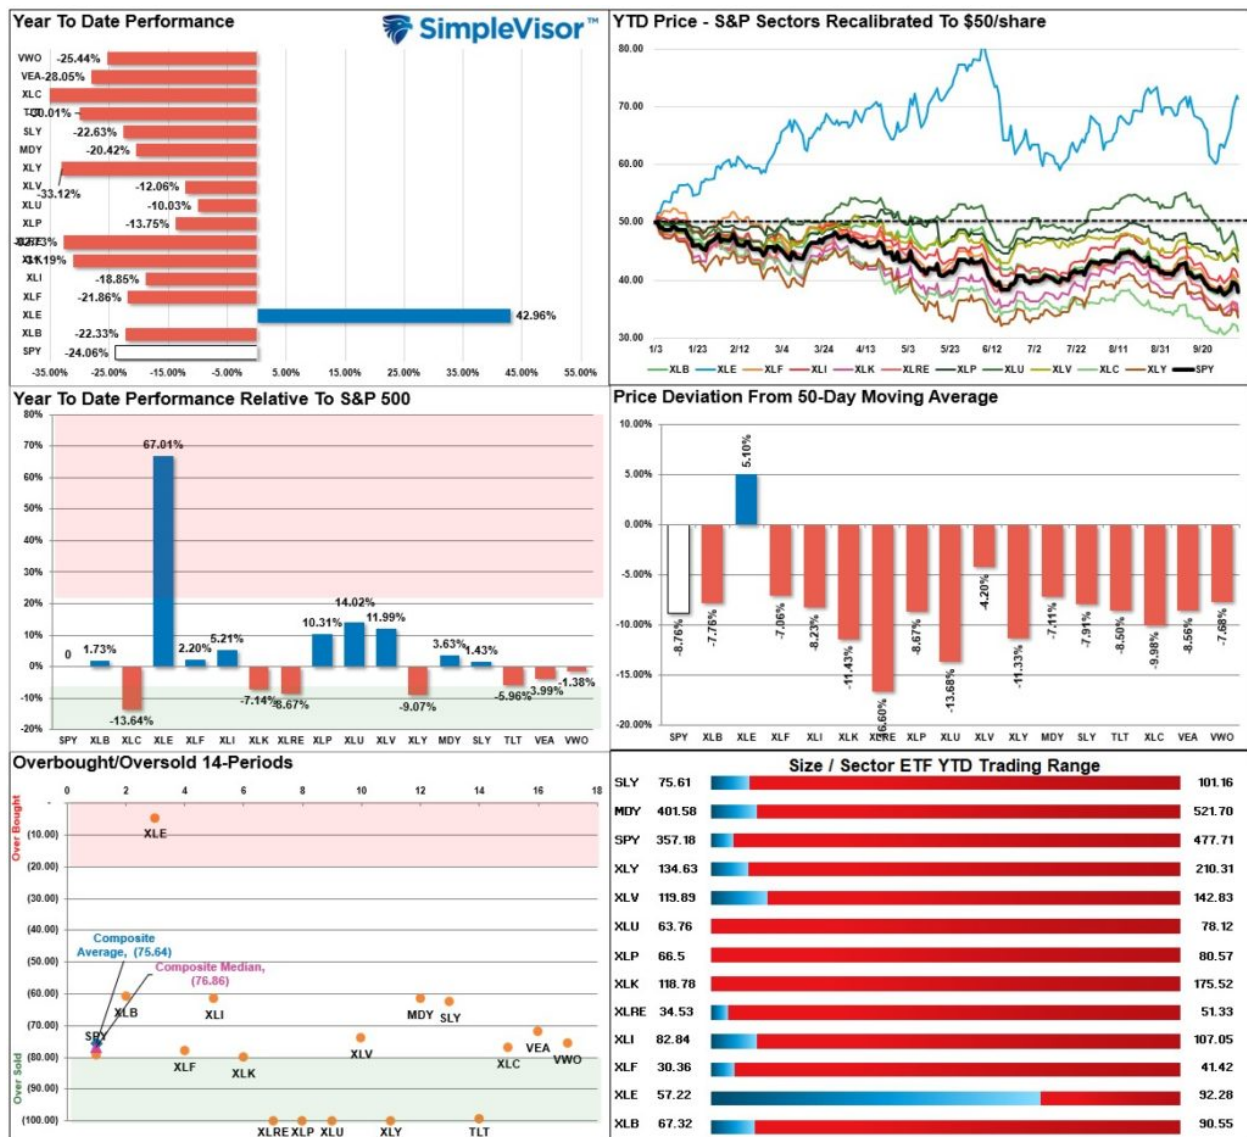 Year To Date Performance
SimpleVisor™
VWO -25.44%
VEA -28.05%
XLC
-30.01%
SLY -22.63%
MDY -20.42%
XLY
-33.12%
XLV -12.06%
XLU -10.03%
XLP -13.75%
XLI -18.85%
XLF -21.86%
XLE 42.96%
XLB -22.33%
SPY -24.06%
-35.00% -25.00% -15.00% -5.00% 5.00% 15.00% 25.00% 35.00% 45.00% 55.00%
YTD Price - S&P Sectors Recalibrated To $50/share
80.00
70.00
60.00
50.00
40.00
30.00
1/3 1/23 2/12 3/4 3/24 4/13 5/3 5/23 6/12 7/2 7/22 8/11 8/31 9/20
XLB XLE XLF XLI XLK XLRE XLP XLU XLV XLC XLY SPY
Year To Date Performance Relative To S&P 500
80%
70%
60%
50%
40%
30%
20%
10%
0%
-10%
-20%
0 1.73% -13.64% 67.01% 2.20% 5.21% -7.14% -8.67% 10.31% 14.02% 11.99% -9.07% 3.63% 1.43% -5.96% -3.99% -1.38%
SPY XLB XLC XLE XLF XLI XLK XLRE XLP XLU XLV XLY MDY SLY TLT VEA VWO
Price Deviation From 50-Day Moving Average
10.00%
5.00%
0.00%
-5.00%
-10.00%
-15.00%
-20.00%
-8.76% -7.76% 5.10% -7.06% -8.23% -11.43% -16.60% -8.67% -13.68% -4.20% -11.33% -7.11% -7.91% -8.50% -9.98% -8.56% -7.68%
SPY XLB XLE XLF XLI XLK XLRE XLP XLU XLV XLY MDY SLY TLT XLC VEA VWO
Overbought/Oversold 14-Periods
0 2 4 6 8 10 12 14 16 18
Over Bought
Over Sold
-
(10.00)
(20.00)
(30.00)
(40.00)
(50.00)
(60.00)
(70.00)
(80.00)
(90.00)
(100.00)
XLE
Composite
Average, (75.64)
Composite Median,
(76.86)
XLB XLI MDY SLY
SPY
XLF XLK XLV XLC VEA VWO
XLRE XLP XLU XLY TLT
Size / Sector ETF YTD Trading Range
SLY 75.61 101.16
MDY 401.58 521.70
SPY 357.18 477.71
XLY 134.63 210.31
XLV 119.89 142.83
XLU 63.76 78.12
XLP 66.5 80.57
XLK 118.78 175.52
XLRE 34.53 51.33
XLI 82.84 107.05
XLF 30.36 41.42
XLE 57.22 92.28
XLB 67.32 90.55